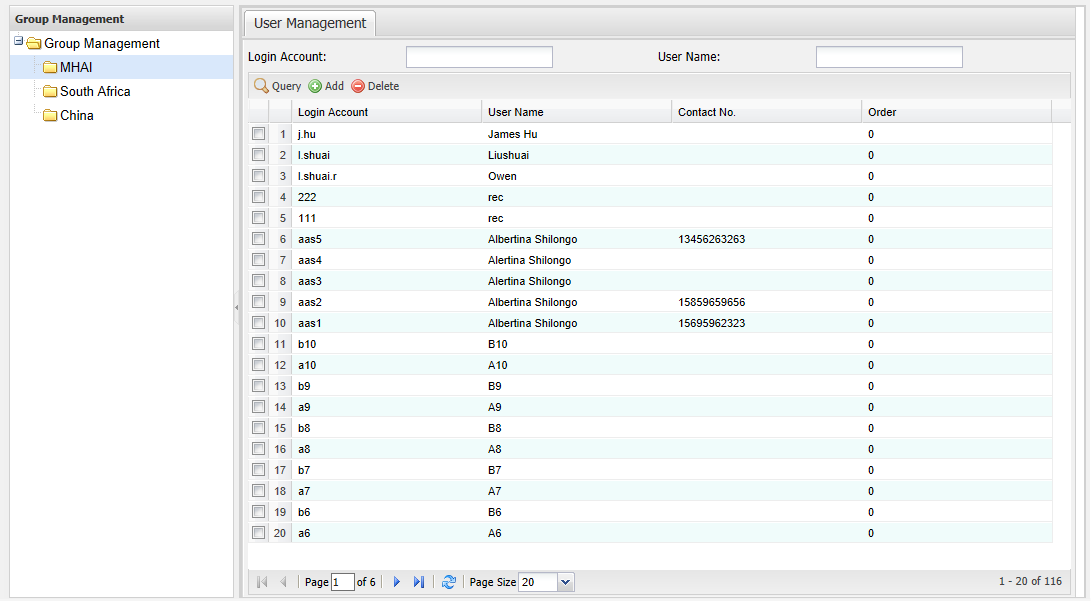 Group Management
Group Management
MHAI
South Africa
China
User Management
Login Account: User Name:
Query Add Delete
Login Account User Name Contact No. Order
1 j.hu James Hu 0
2 l.shuai Liushuai 0
3 l.shuai.r Owen 0
4 222 rec 0
5 111 rec 0
6 aas5 Albertina Shilongo 13456263263 0
7 aas4 Alertina Shilongo 0
8 aas3 Alertina Shilongo 0
9 aas2 Albertina Shilongo 15859659656 0
10 aas1 Albertina Shilongo 15695962323 0
11 b10 B10 0
12 a10 A10 0
13 b9 B9 0
14 a9 A9 0
15 b8 B8 0
16 a8 A8 0
17 b7 B7 0
18 a7 A7 0
19 b6 B6 0
20 a6 A6 0
Page 1 of 6 Page Size 20 1 - 20 of 116